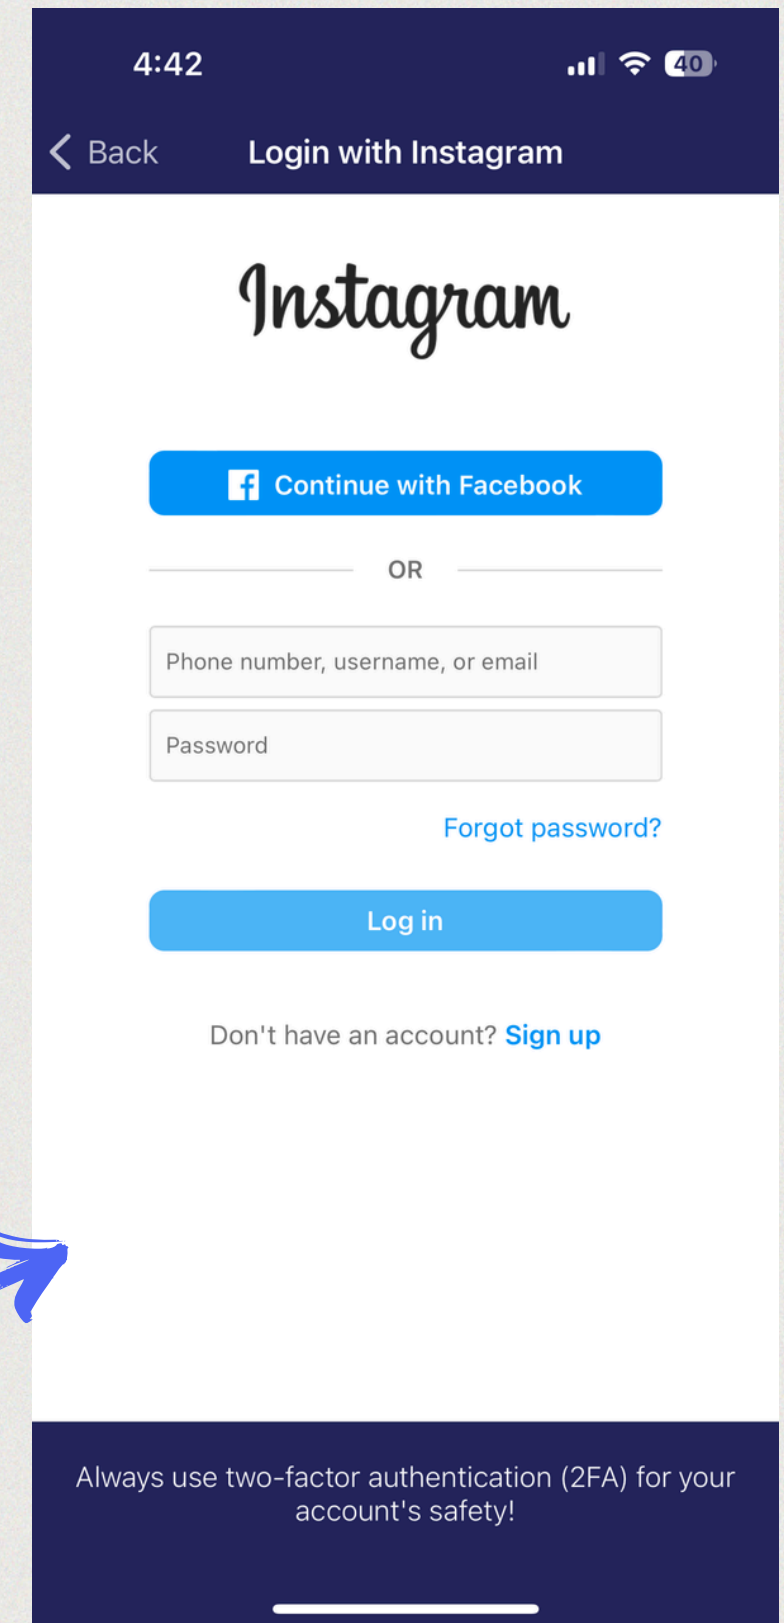 4:42
40
Back
Login with Instagram
Instagram
Continue with Facebook
OR
Phone number, username, or email
Password
Forgot password?
Log in
Don't have an account? Sign up
Always use two-factor authentication (2FA) for your
account's safety!